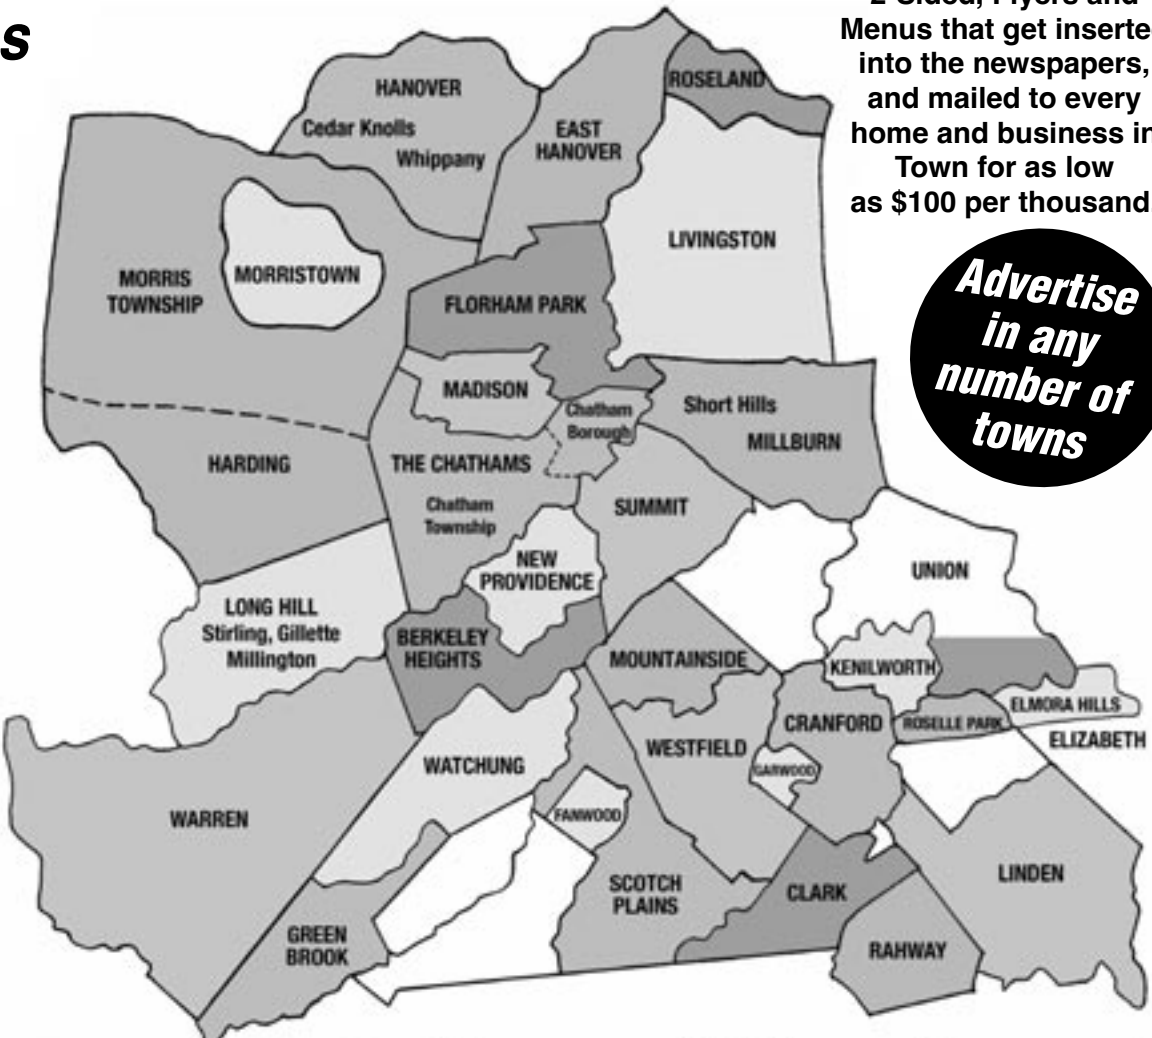 s
2-Sided, Flyers and
Menus that get inserte
into the newspapers,
and mailed to every
home and business in
Town for as low
as $100 per thousand.
Advertise
in any
number of
towns
HANOVER
Cedar Knolls
Whippany
EAST
HANOVER
ROSELAND
LIVINGSTON
MORRIS
TOWNSHIP
MORRISTOWN
FLORHAM PARK
MADISON
Chatham
Borough
Short Hills
MILLBURN
HARDING
THE CHATHAMS
Chatham
Township
SUMMIT
NEW
PROVIDENCE
UNION
LONG HILL
Stirling, Gillette
Millington
BERKELEY
HEIGHTS
MOUNTAINSIDE
KENILWORTH
ELMORA HILLS
ROSELLE PARK
CRANFORD
ELIZABETH
WESTFIELD
GARWOOD
WATCHUNG
WARREN
FANWOOD
SCOTCH
PLAINS
CLARK
LINDEN
GREEN
BROOK
RAHWAY